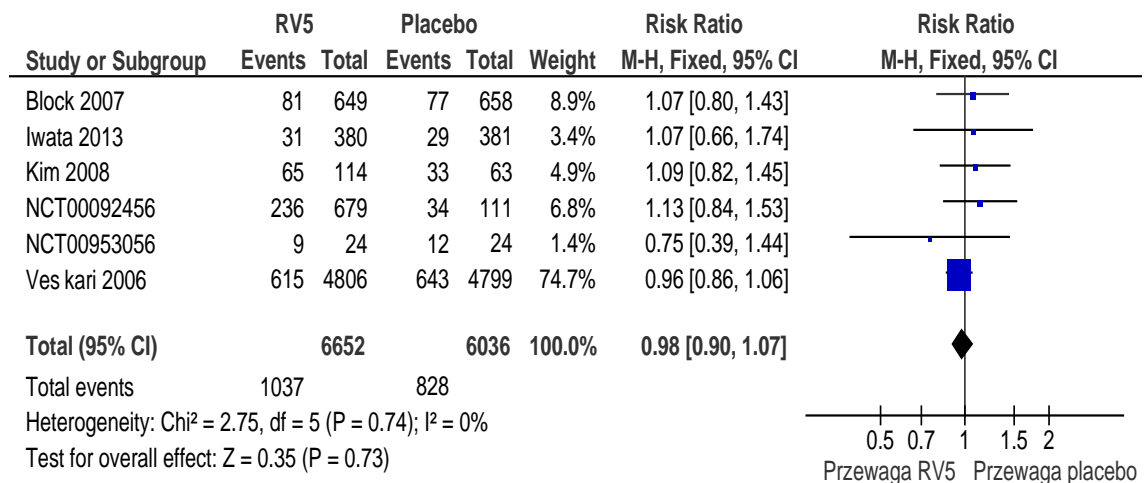 RV5 Placebo Risk Ratio Risk Ratio
Study or Subgroup Events Total Events Total Weight M-H, Fixed, 95% CI M-H, Fixed, 95% CI
Block 2007 81 649 77 658 8.9% 1.07 [0.80, 1.43]
Iwata 2013 31 380 29 381 3.4% 1.07 [0.66, 1.74]
Kim 2008 65 114 33 63 4.9% 1.09 [0.82, 1.45]
NCT00092456 236 679 34 111 6.8% 1.13 [0.84, 1.53]
NCT00953056 9 24 12 24 1.4% 0.75 [0.39, 1.44]
Ves kari 2006 615 4806 643 4799 74.7% 0.96 [0.86, 1.06]
Total (95% CI) 6652 6036 100.0% 0.98 [0.90, 1.07]
Total events 1037 828
Heterogeneity: Chi² = 2.75, df = 5 (P = 0.74); I² = 0%
Test for overall effect: Z = 0.35 (P = 0.73)
0.5 0.7 1 1.5 2
Przewaga RV5 Przewaga placebo